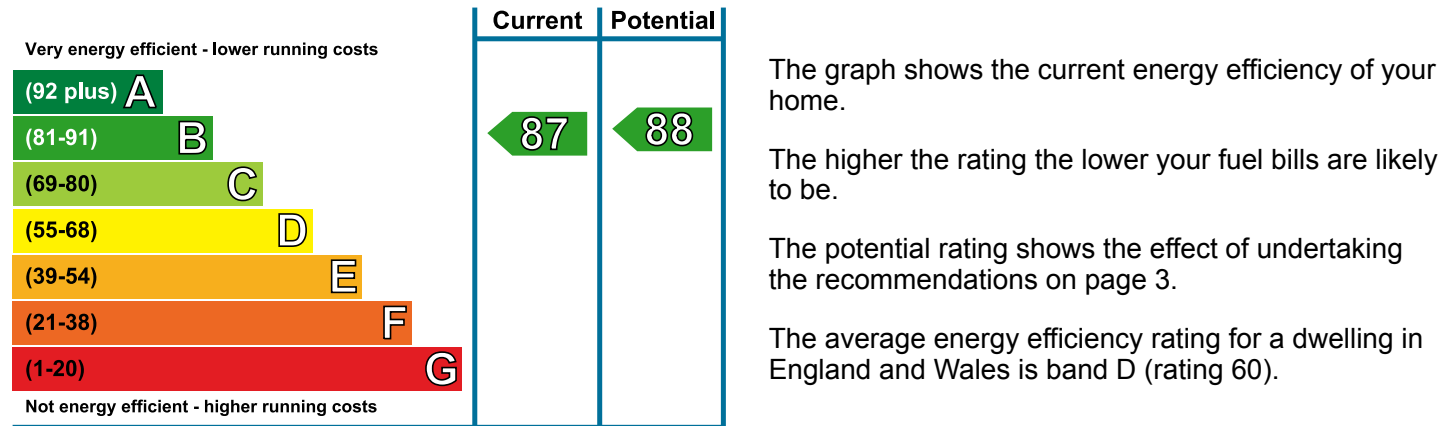 Current Potential
Very energy efficient - lower running costs
(92 plus) A
(81-91) B
87 88
(69-80) C
(55-68) D
(39-54) E
(21-38) F
(1-20) G
Not energy efficient - higher running costs
The graph shows the current energy efficiency of your
home.
The higher the rating the lower your fuel bills are likely
to be.
The potential rating shows the effect of undertaking
the recommendations on page 3.
The average energy efficiency rating for a dwelling in
England and Wales is band D (rating 60).